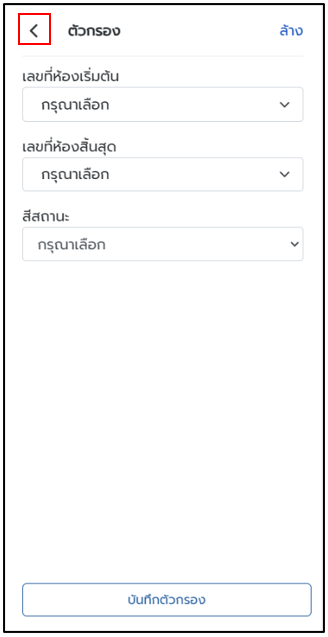 ตัวกรอง ล้าง
เลขที่ห้องเริ่มต้น
กรุณาเลือก
เลขที่ห้องสิ้นสุด
กรุณาเลือก
สีสถานะ
กรุณาเลือก
บันทึกตัวกรอง